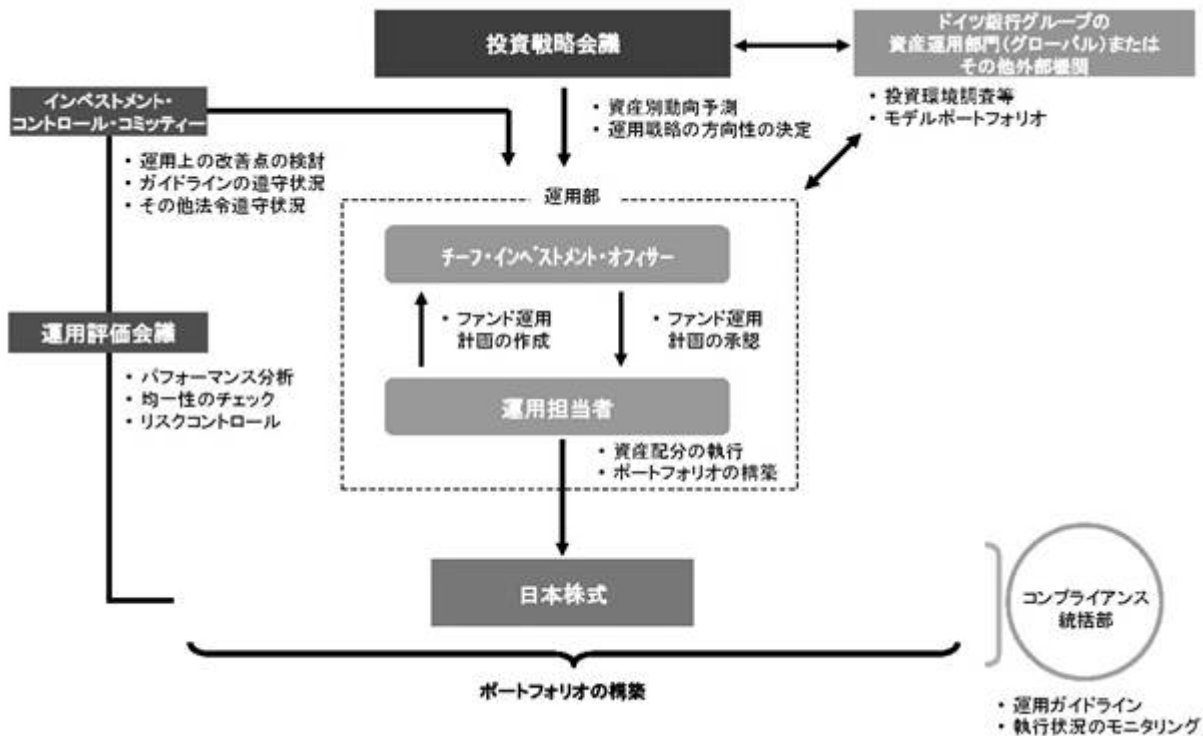 投資戦略会議
ドイツ銀行グループの
資産運用部門(グローバル)または
その他外部機関
・投資環境調査等
・モデルポートフォリオ
・資産別動向予測
・運用戦略の方向性の決定
インベストメント・
コントロール・コミッティー
・運用上の改善点の検討
・ガイドラインの遵守状況
・その他法令遵守状況
運用部
チーフ・インベストメント・オフィサー
・ファンド運用
計画の作成
・ファンド運用
計画の承認
運用評価会議
・パフォーマンス分析
・均一性のチェック
・リスクコントロール
運用担当者
・資産配分の執行
・ポートフォリオの構築
日本株式
コンプライアンス
統括部
ポートフォリオの構築
・運用ガイドライン
・執行状況のモニタリング